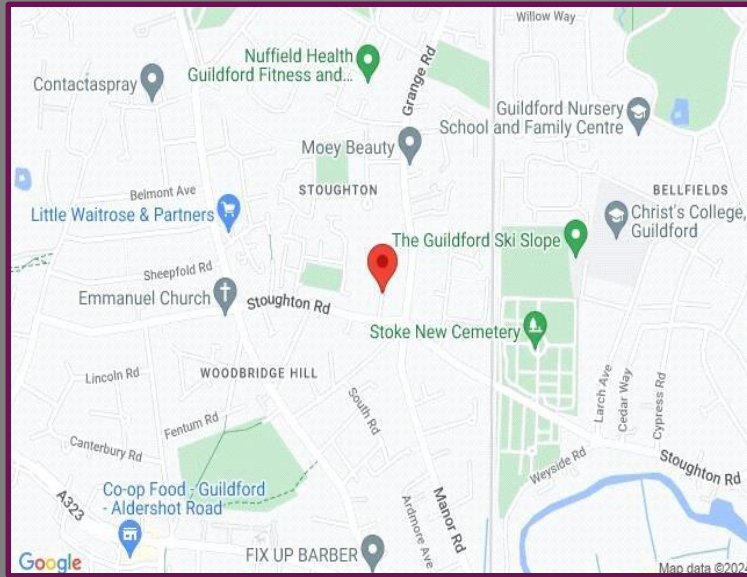 Willow Way
Nuffield Health
Guildford Fitness and...
Grange Rd
Contactaspray
Guildford Nursery
School and Family Centre
Moey Beauty
STOUGHTON
BELLFIELDS
Belmont Ave
Little Waitrose & Partners
Christ's College,
Guildford
The Guildford Ski Slope
Sheepfold Rd
Emmanuel Church
Stoughton Rd
Stoke New Cemetery
WOODBRIDGE HILL
Lincoln Rd
South Rd
Larch Ave
Cedar Way
Cypress Rd
Fentum Rd
Canterbury Rd
Stoughton Rd
Weyside Rd
A323
Co-op Food - Guildford
- Aldershot Road
Ardmore Ave
Manor Rd
FIX UP BARBER
Google
Map data ©2024